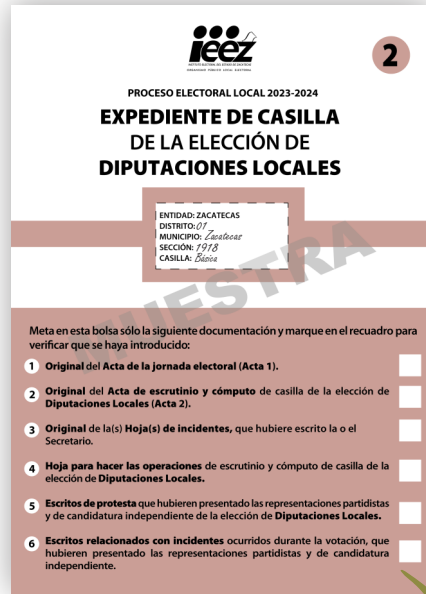 ieez
INSTITUTO ELECTORAL DEL ESTADO DE ZACATECAS
ORGANISMO PÚBLICO LOCAL ELECTORAL
2
PROCESO ELECTORAL LOCAL 2023-2024
EXPEDIENTE DE CASILLA
DE LA ELECCIÓN DE
DIPUTACIONES LOCALES
ENTIDAD: ZACATECAS
DISTRITO: 01
MUNICIPIO: Zacatecas
SECCIÓN: 1918
CASILLA: Básica
MUESTRA
Meta en esta bolsa sólo la siguiente documentación y marque en el recuadro para
verificar que se haya introducido:
1 Original del Acta de la jornada electoral (Acta 1).
2 Original del Acta de escrutinio y cómputo de casilla de la elección de
Diputaciones Locales (Acta 2).
3 Original de la(s) Hoja(s) de incidentes, que hubiere escrito la o el
Secretario.
4 Hoja para hacer las operaciones de escrutinio y cómputo de casilla de la
elección de Diputaciones Locales.
5 Escritos de protesta que hubieren presentado las representaciones partidistas
y de candidatura independiente de la elección de Diputaciones Locales.
6 Escritos relacionados con incidentes ocurridos durante la votación, que
hubieren presentado las representaciones partidistas y de candidatura
independiente.